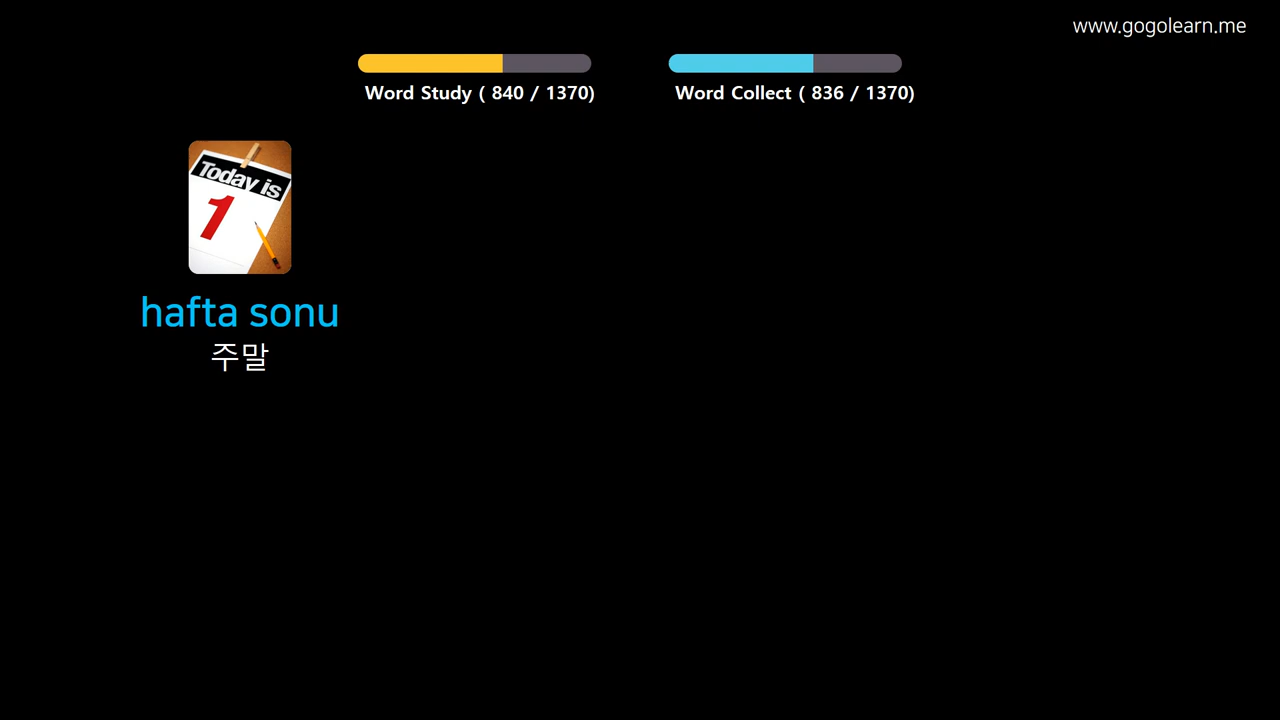 www.gogolearn.me
Word Study ( 840 / 1370)
Word Collect ( 836 / 1370)
Today is
1
hafta sonu
주말